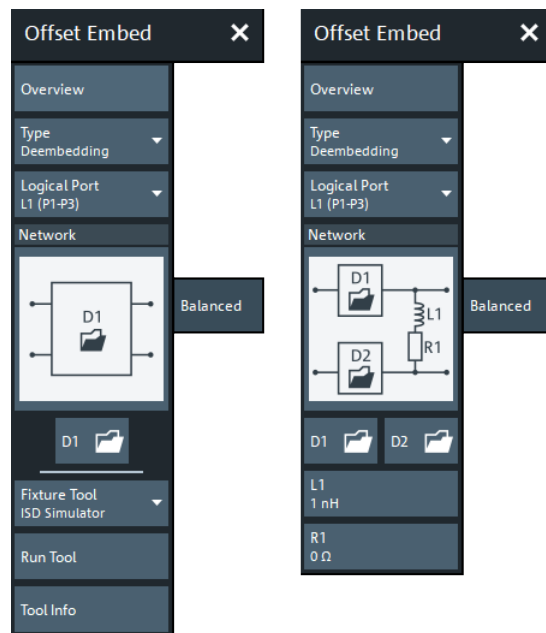 Offset Embed
Overview
Type
Deembedding
Logical Port
L1 (P1-P3)
Network
D1
Balanced
D1
Fixture Tool
ISD Simulator
Run Tool
Tool Info
Offset Embed
Overview
Type
Deembedding
Logical Port
L1 (P1-P3)
Network
D1
L1
D2
R1
Balanced
D1 D2
L1
1 nH
R1
0 Ω